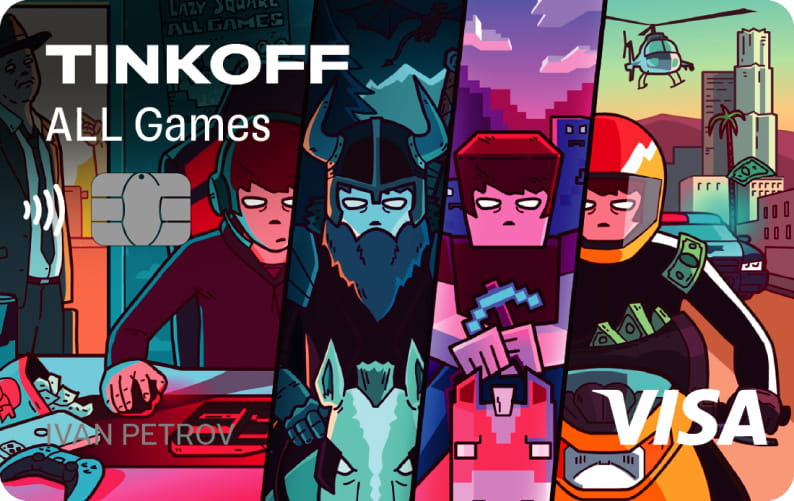 LAZY SQUARE
ALL GAMES
TINKOFF
ALL Games
IVAN PETROV
VISA